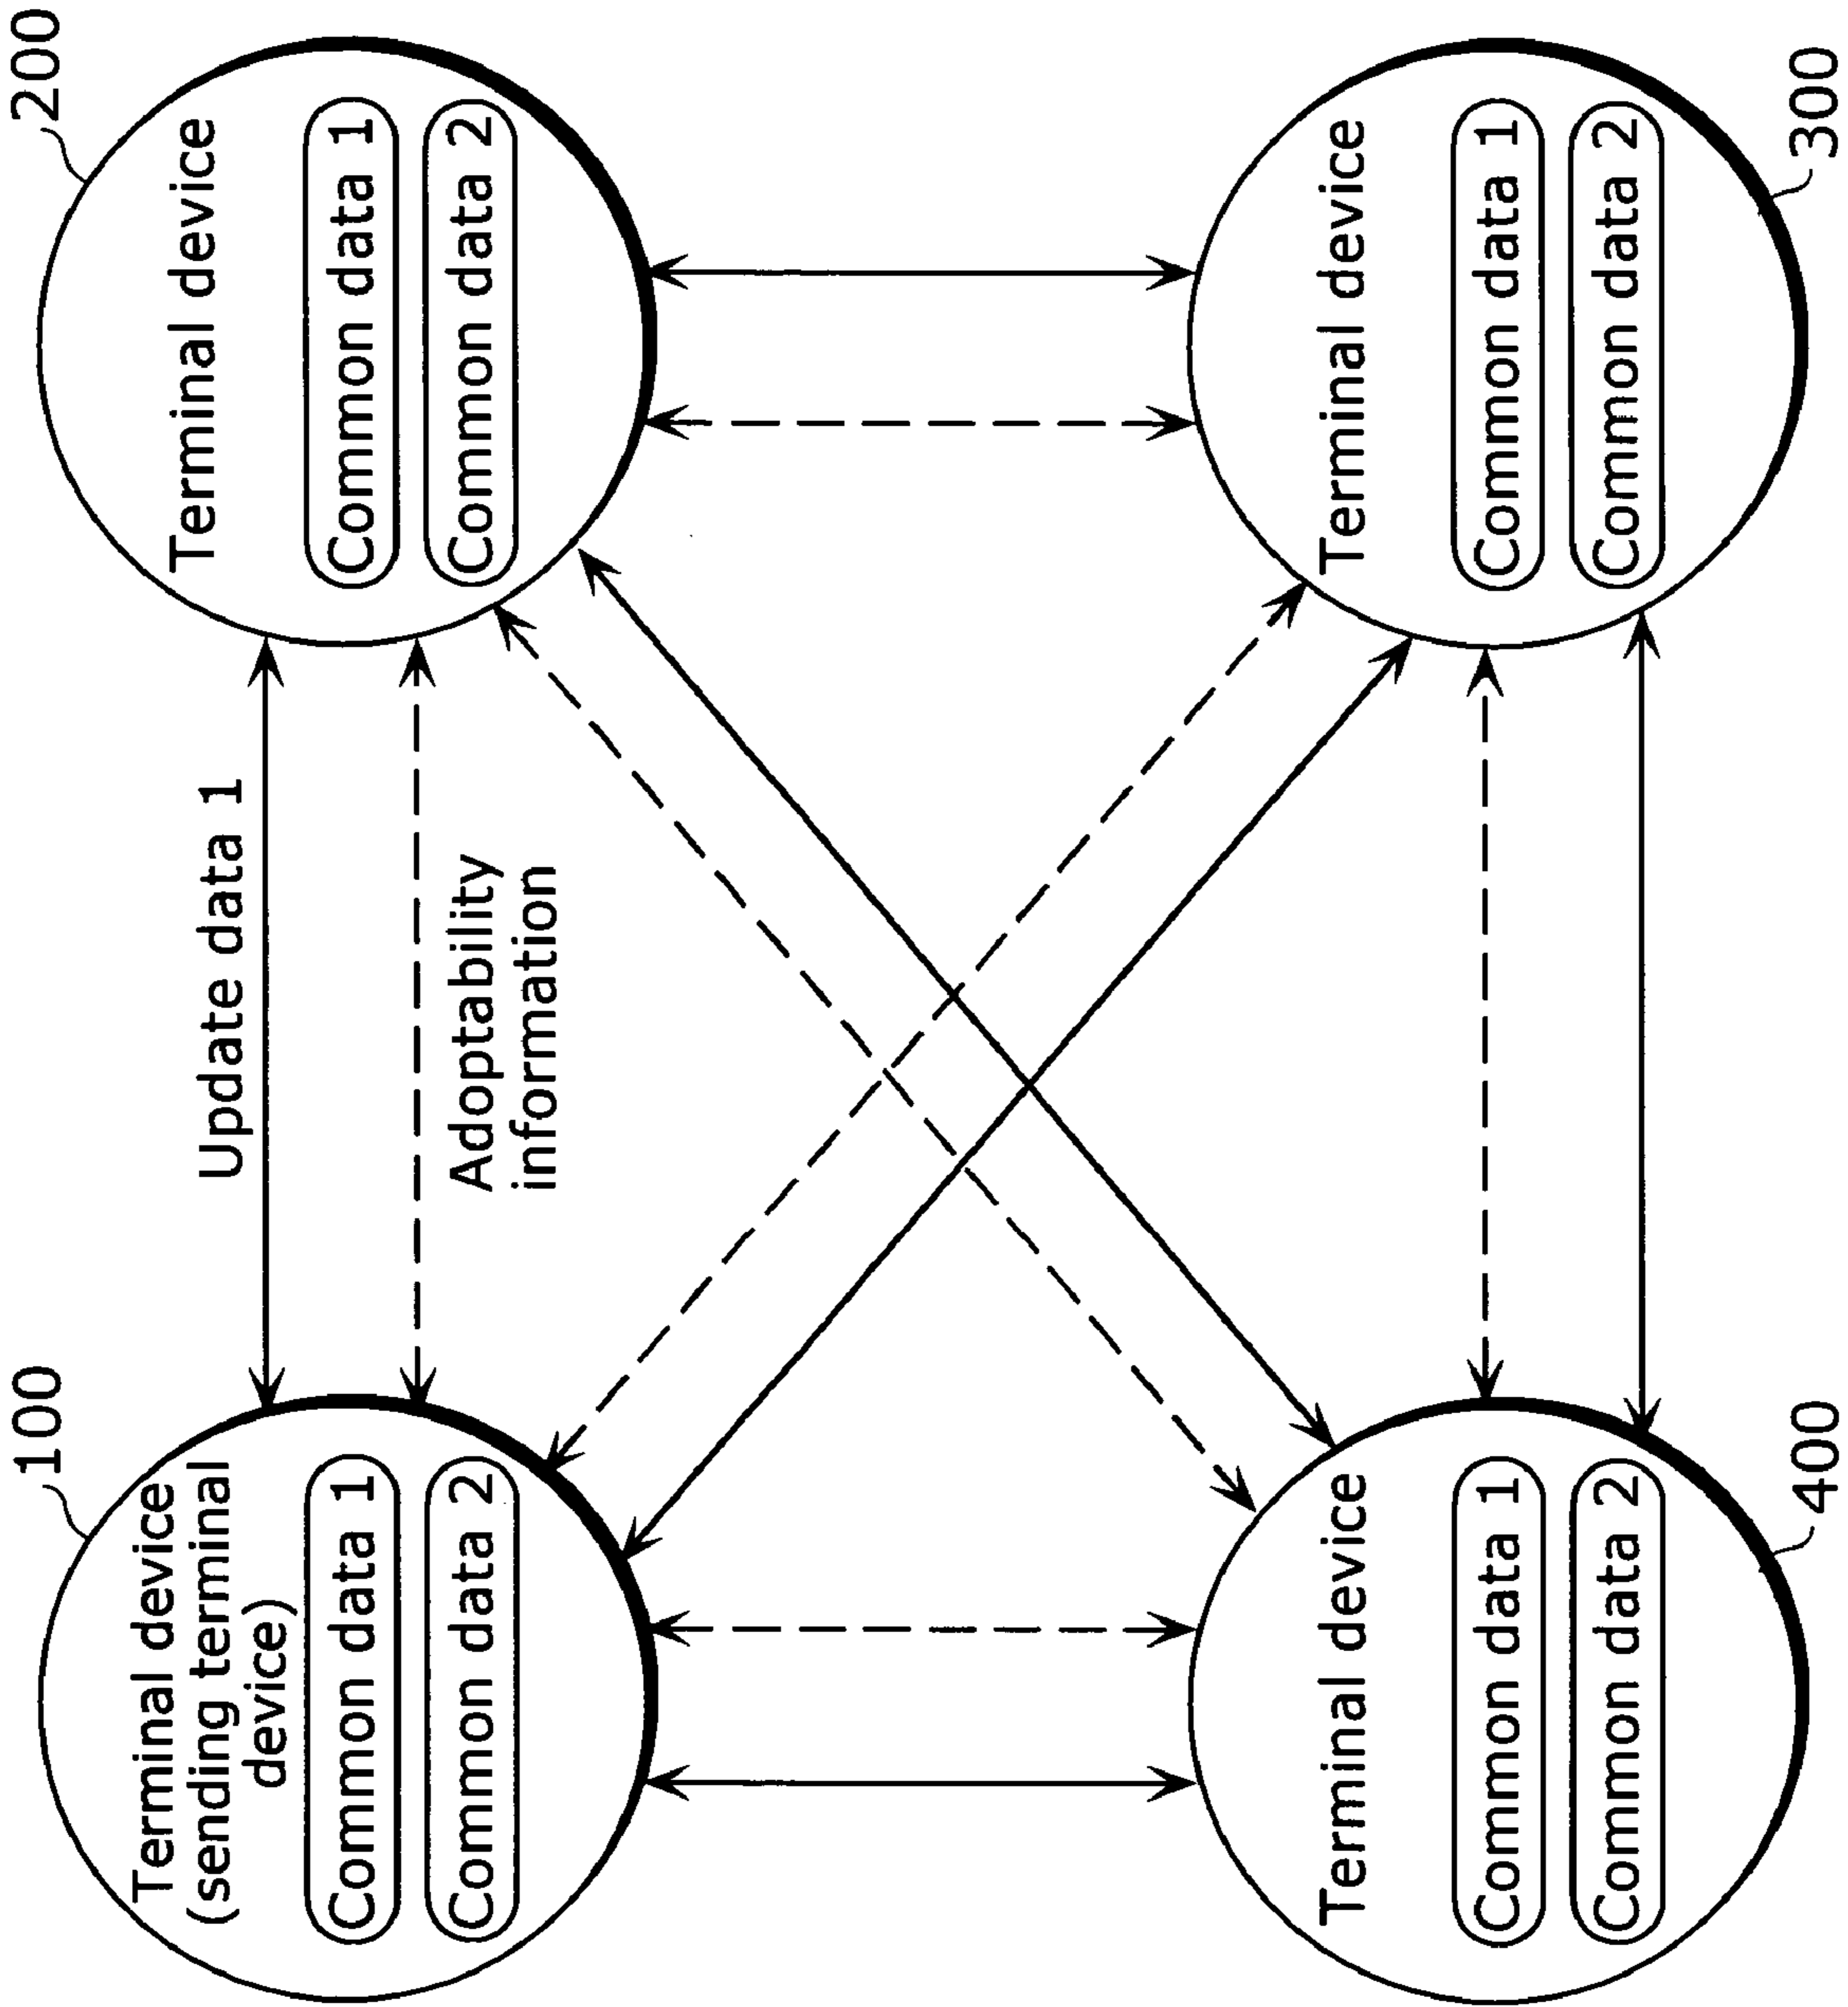 100
Terminal device
(sending terminal
device)
Common data 1
Common data 2
Update data 1
Adoptability
information
200
Terminal device
Common data 1
Common data 2
400
Terminal device
Common data 1
Common data 2
300
Terminal device
Common data 1
Common data 2